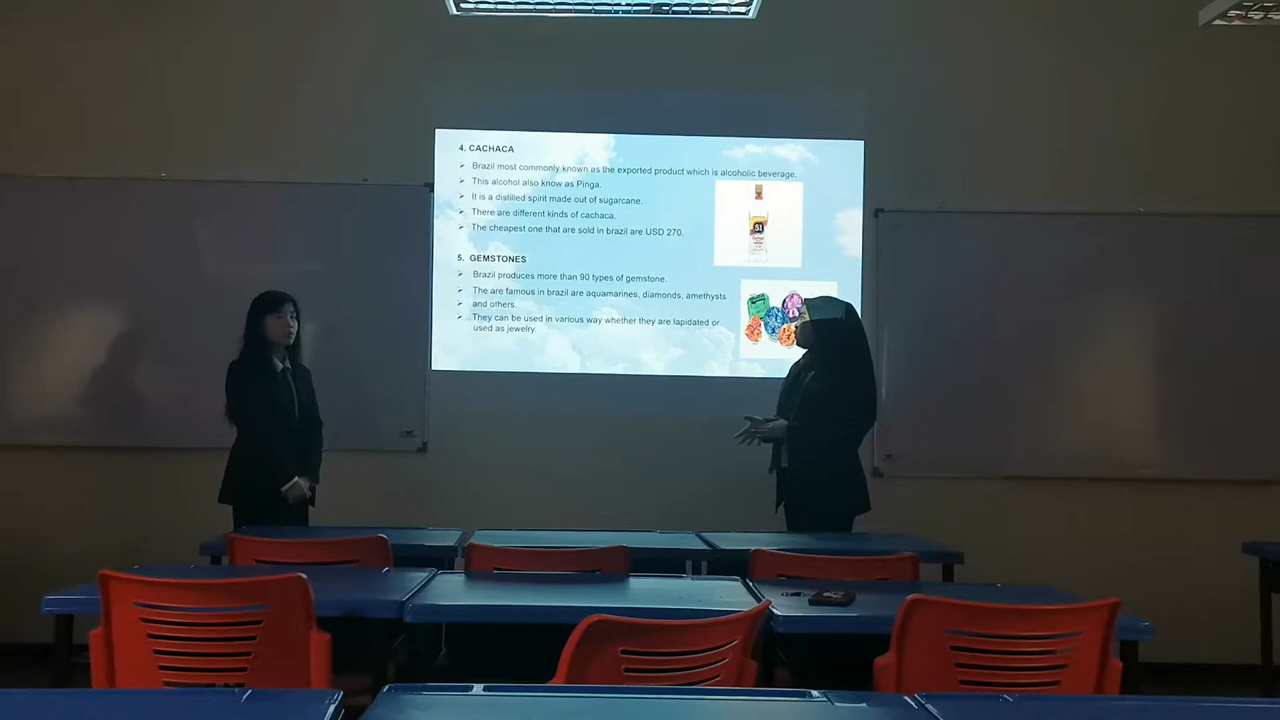 4. CACHACA
➢ Brazil most commonly known as the exported product which is alcoholic beverage.
➢ This alcohol also know as Pinga.
➢ It is a distilled spirit made out of sugarcane.
➢ There are different kinds of cachaca.
➢ The cheapest one that are sold in brazil are USD 270.
51
5. GEMSTONES
➢ Brazil produces more than 90 types of gemstone.
➢ The are famous in brazil are aquamarines, diamonds, amethysts
➢ and others.
➢ They can be used in various way whether they are lapidated or
used as jewelry.